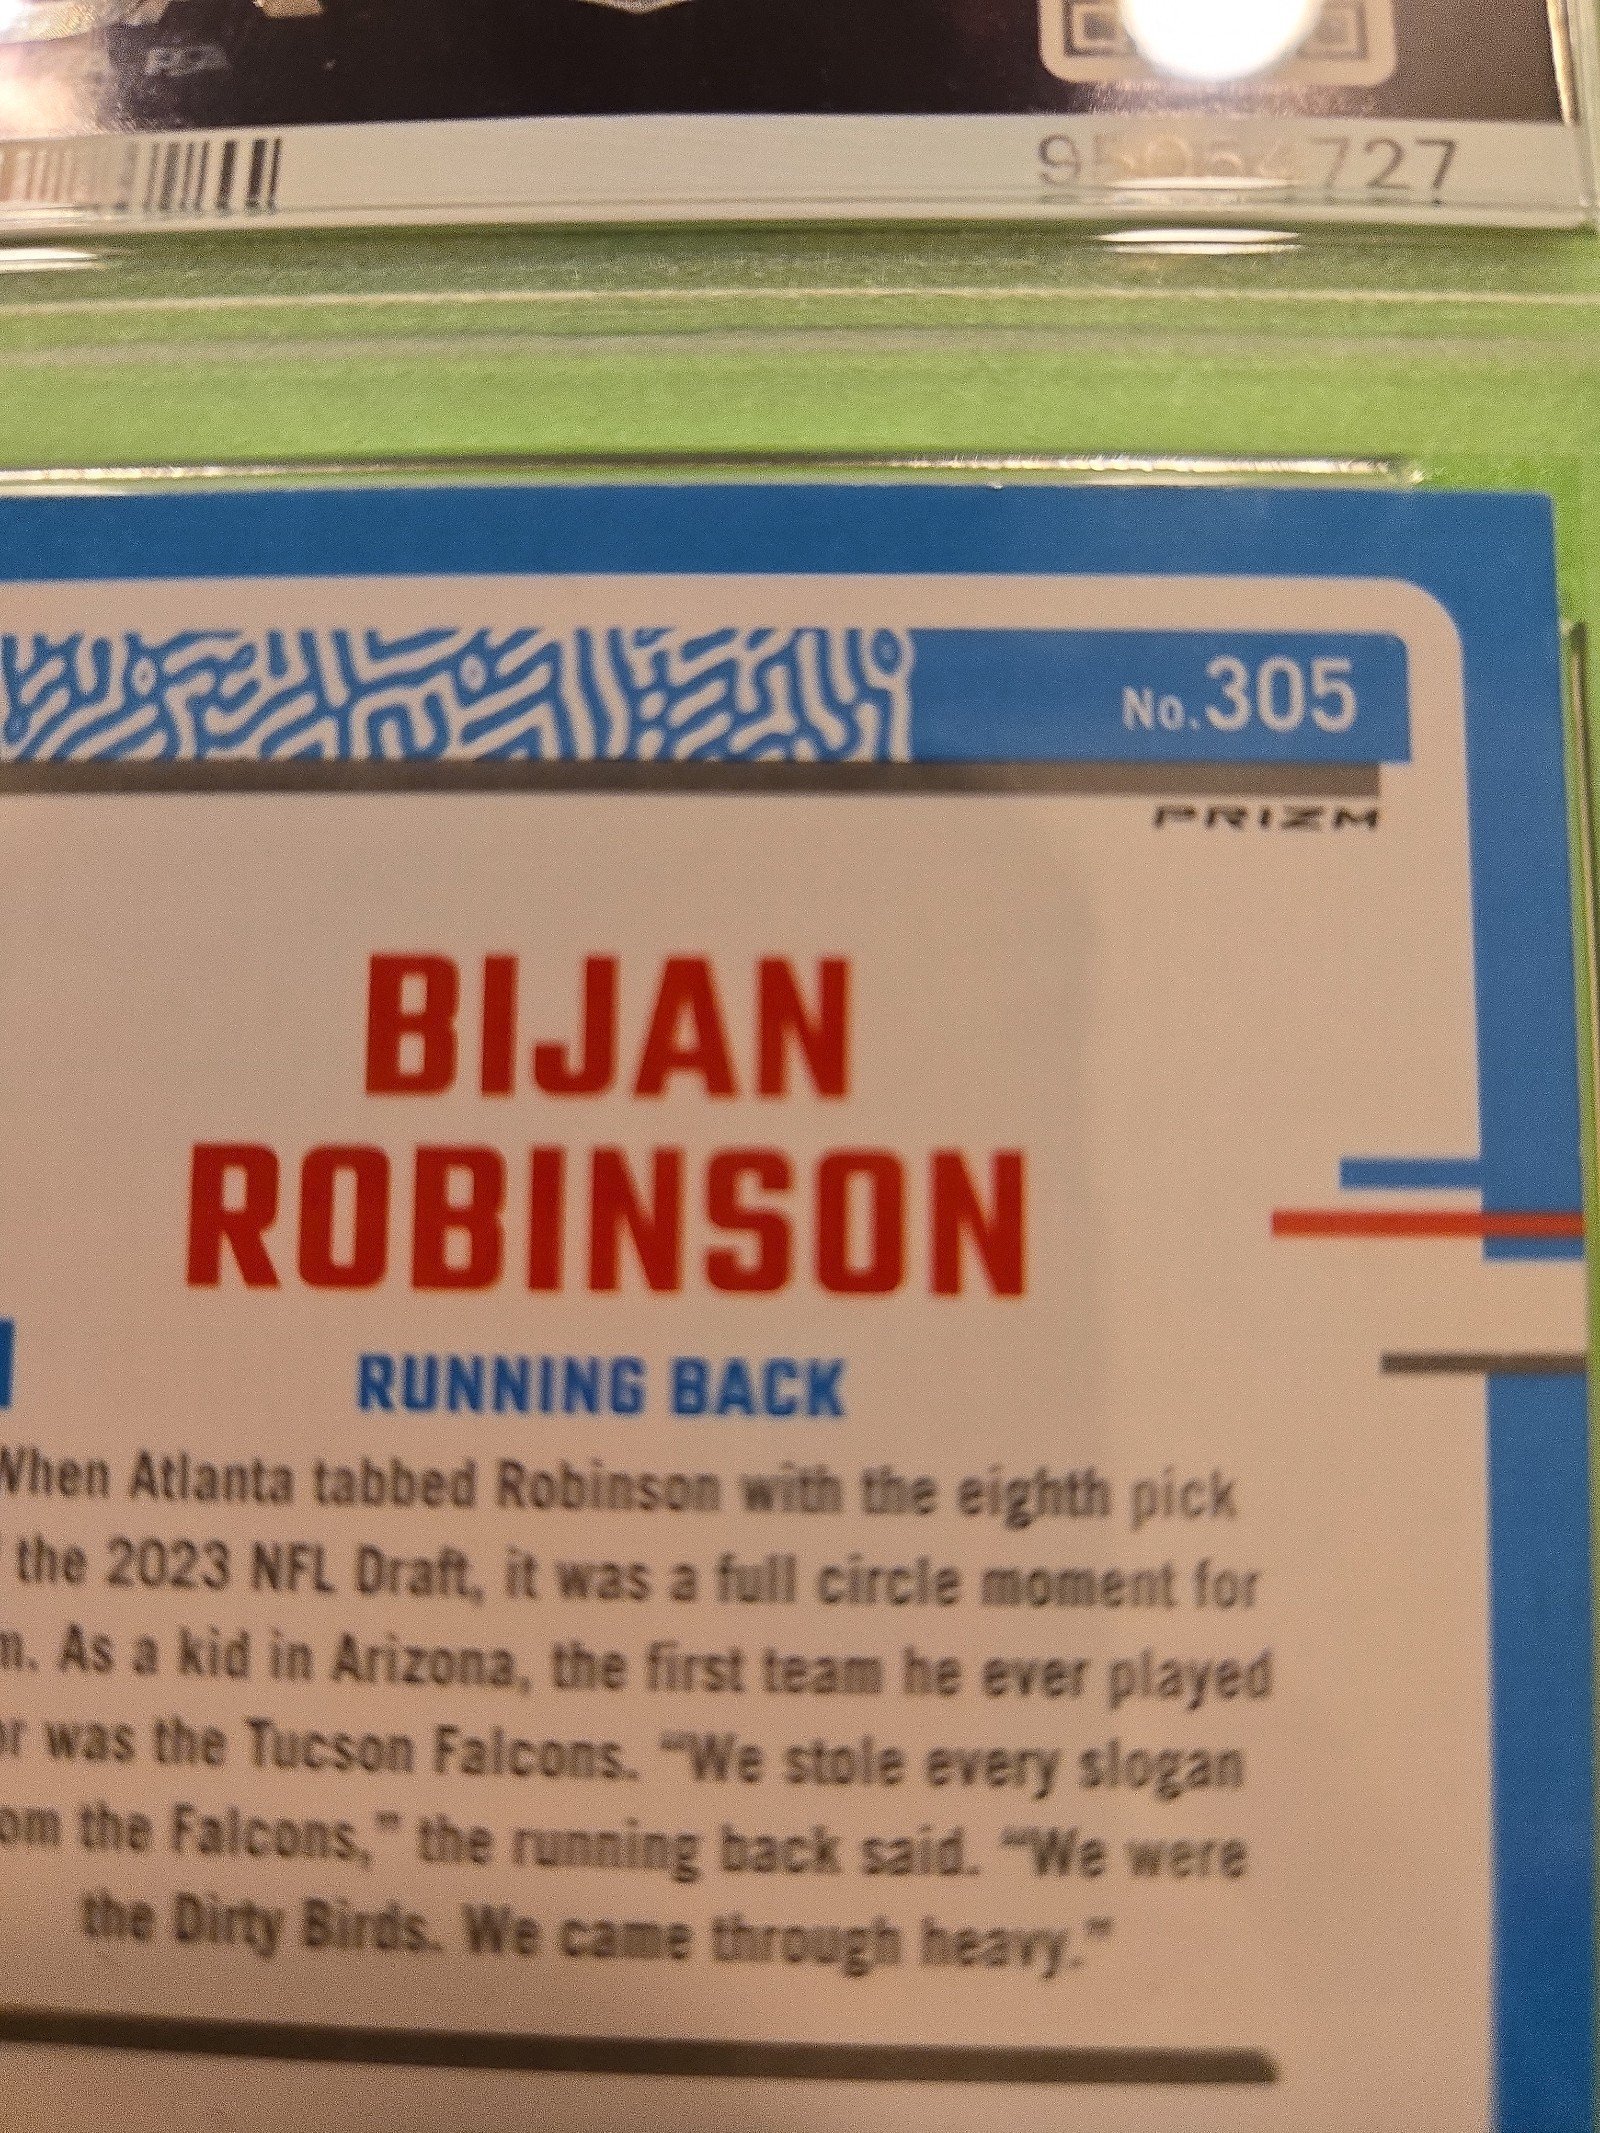 No.305
PRIZM
BIJAN
ROBINSON
RUNNING BACK
When Atlanta tabbed Robinson with the eighth pick
the 2023 NFL Draft, it was a full circle moment for
m. As a kid in Arizona, the first team he ever played
or was the Tucson Falcons. “We stole every slogan
om the Falcons,” the running back said. “We were
the Dirty Birds. We came through heavy.”